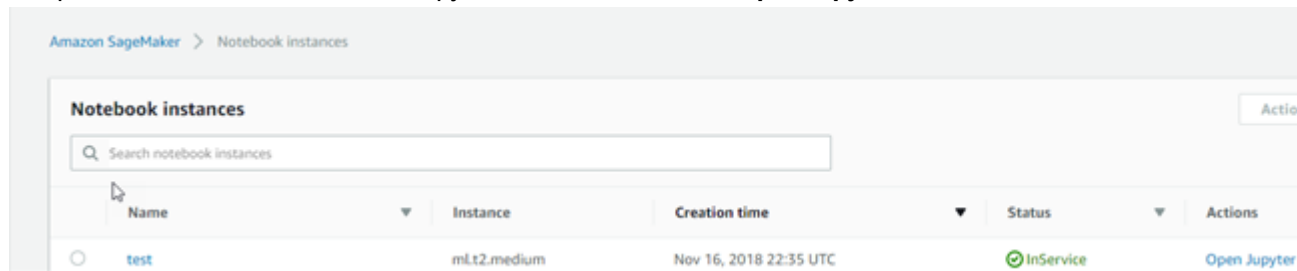 Amazon SageMaker > Notebook instances
Notebook instances
Search notebook instances
Name Instance Creation time Status Actions
test ml.t2.medium Nov 16, 2018 22:35 UTC InService Open Jupyter